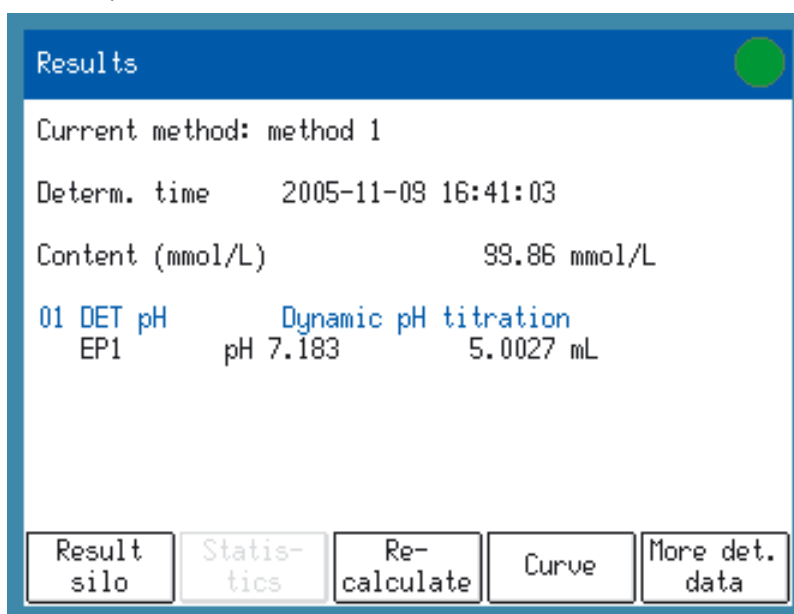 Results
Current method: method 1
Determ. time 2005-11-09 16:41:03
Content (mmol/L) 99.86 mmol/L
01 DET pH Dynamic pH titration
EP1 pH 7.183 5.0027 mL
Result silo
Statis-tics
Re-calculate
Curve
More det. data